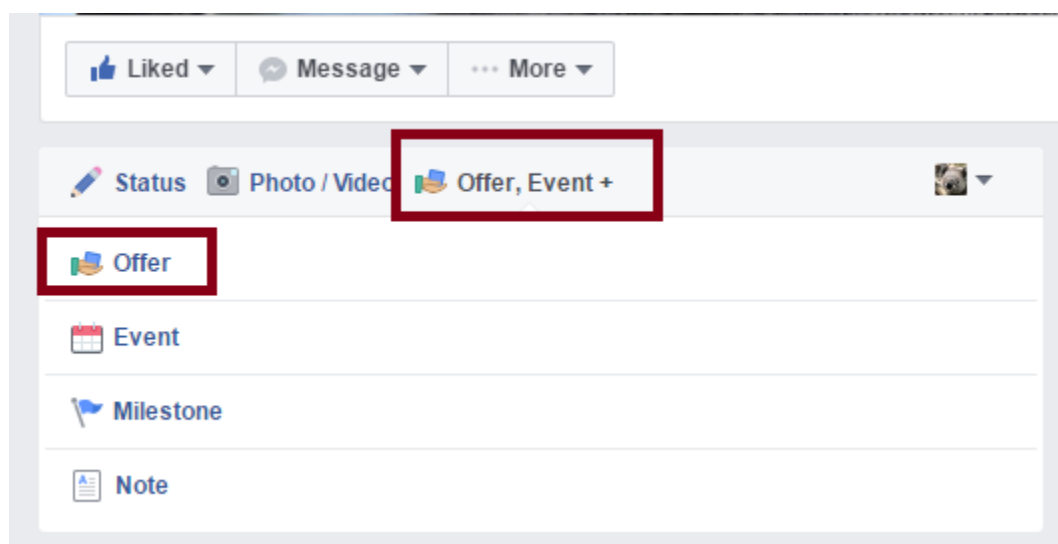 Liked Message ··· More
Status Photo / Video Offer, Event +
Offer
Event
Milestone
Note